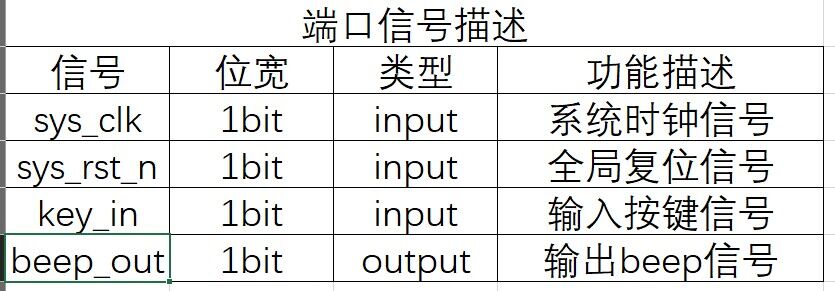 端口信号描述
信号 位宽 类型 功能描述
sys_clk 1bit input 系统时钟信号
sys_rst_n 1bit input 全局复位信号
key_in 1bit input 输入按键信号
beep_out 1bit output 输出beep信号